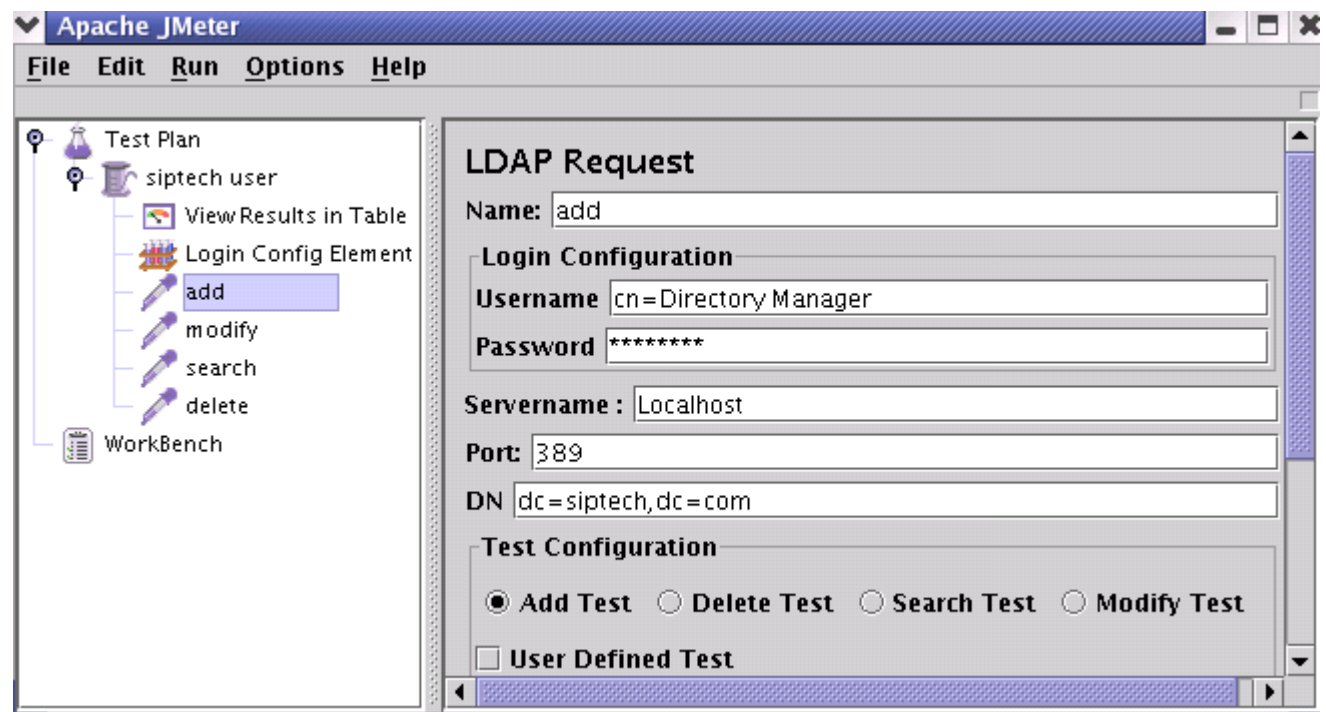 Apache JMeter
File Edit Run Options Help
Test Plan
siptech user
View Results in Table
Login Config Element
add
modify
search
delete
WorkBench
LDAP Request
Name: add
Login Configuration
Username cn=Directory Manager
Password ********
Servername : Localhost
Port: 389
DN dc=siptech,dc=com
Test Configuration
Add Test Delete Test Search Test Modify Test
User Defined Test